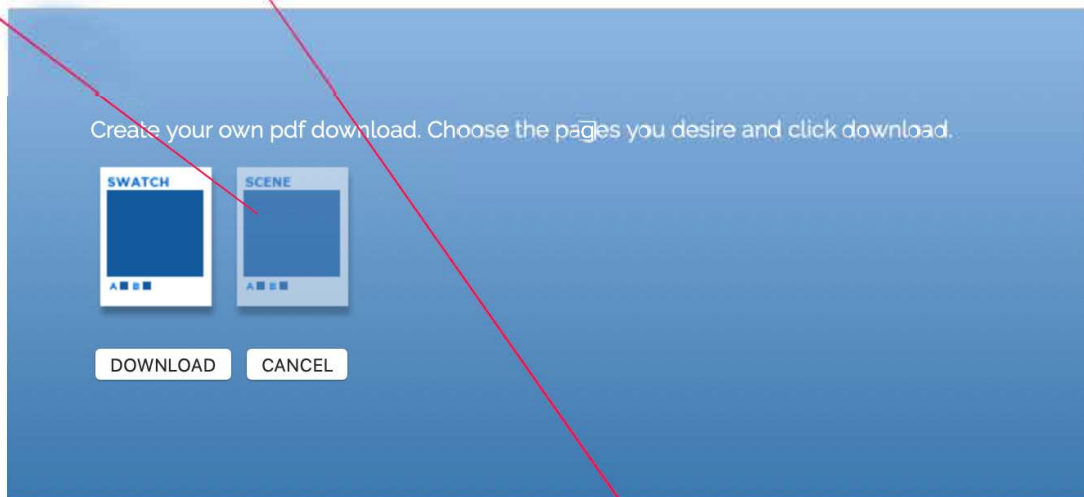 Create your own pdf download. Choose the pages you desire and click download.
SWATCH SCENE
A B A B
DOWNLOAD CANCEL